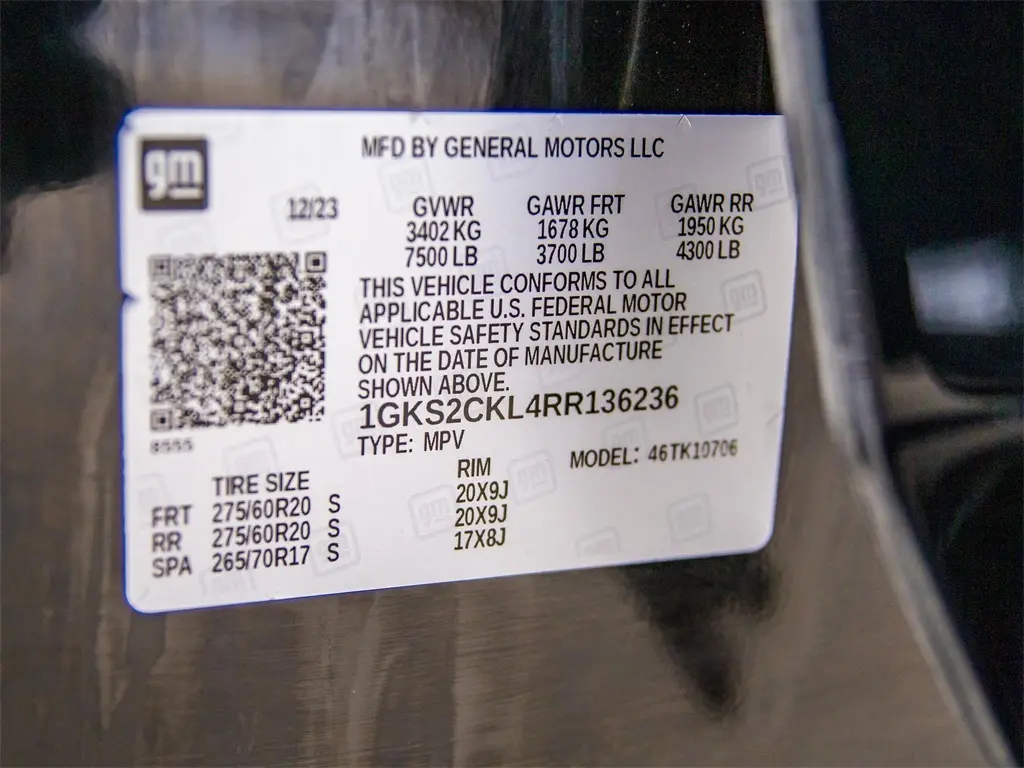 gm
MFD BY GENERAL MOTORS LLC
12/23 GVWR GAWR FRT GAWR RR
3402 KG 1678 KG 1950 KG
7500 LB 3700 LB 4300 LB
THIS VEHICLE CONFORMS TO ALL
APPLICABLE U.S. FEDERAL MOTOR
VEHICLE SAFETY STANDARDS IN EFFECT
ON THE DATE OF MANUFACTURE
SHOWN ABOVE.
1GKS2CKL4RR136236
8555
TYPE: MPV
MODEL: 46TK10706
TIRE SIZE RIM
FRT 275/60R20 S 20X9J
RR 275/60R20 S 20X9J
SPA 265/70R17 S 17X8J